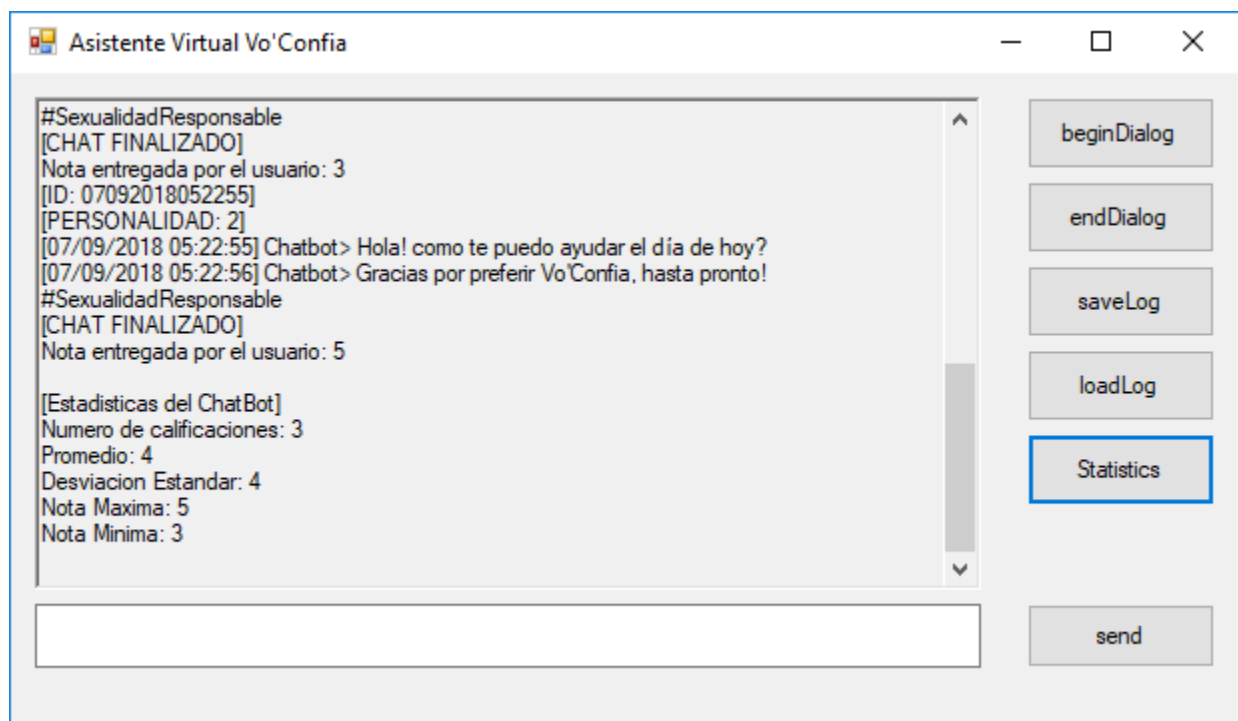 Asistente Virtual Vo'Confia
#SexualidadResponsable
[CHAT FINALIZADO]
Nota entregada por el usuario: 3
[ID: 07092018052255]
[PERSONALIDAD: 2]
[07/09/2018 05:22:55] Chatbot> Hola! como te puedo ayudar el día de hoy?
[07/09/2018 05:22:56] Chatbot> Gracias por preferir Vo'Confia, hasta pronto!
#SexualidadResponsable
[CHAT FINALIZADO]
Nota entregada por el usuario: 5
[Estadisticas del ChatBot]
Numero de calificaciones: 3
Promedio: 4
Desviacion Estandar: 4
Nota Maxima: 5
Nota Minima: 3
beginDialog
endDialog
saveLog
loadLog
Statistics
send